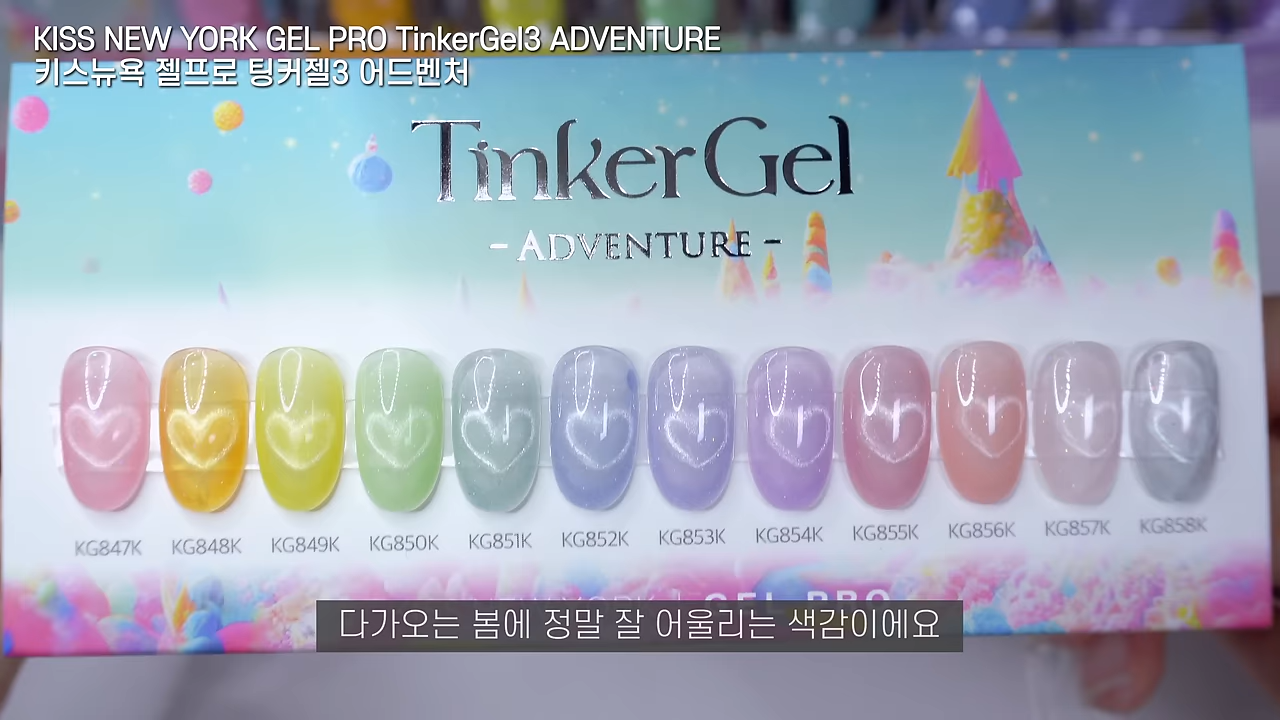 KISS NEW YORK GEL PRO TinkerGel3 ADVENTURE
키스뉴욕 젤프로 팅커젤3 어드벤처
TinkerGel
- ADVENTURE -
KG847K KG848K KG849K KG850K KG851K KG852K KG853K KG854K KG855K KG856K KG857K KG858K
GEL PRO
다가오는 봄에 정말 잘 어울리는 색감이에요